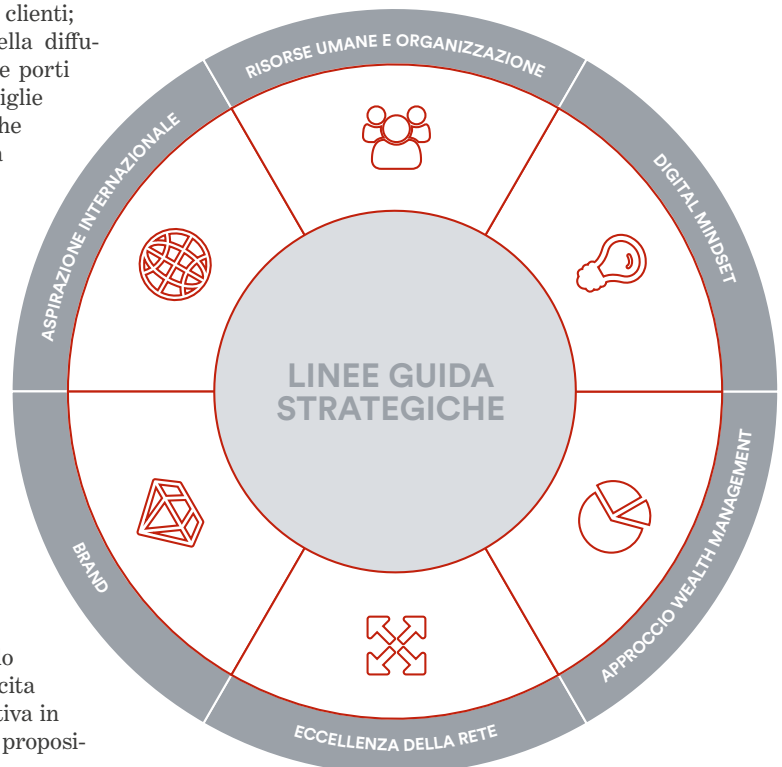 clienti;
ella diffu-
e porti
iglie
he
RISORSE UMANE E ORGANIZZAZIONE
DIGITAL MINDSET
APPROCCIO WEALTH MANAGEMENT
ECCELLENZA DELLA RETE
BRAND
ASPIRAZIONE INTERNAZIONALE
LINEE GUIDA
STRATEGICHE
o
cita
tiva in
proposi-